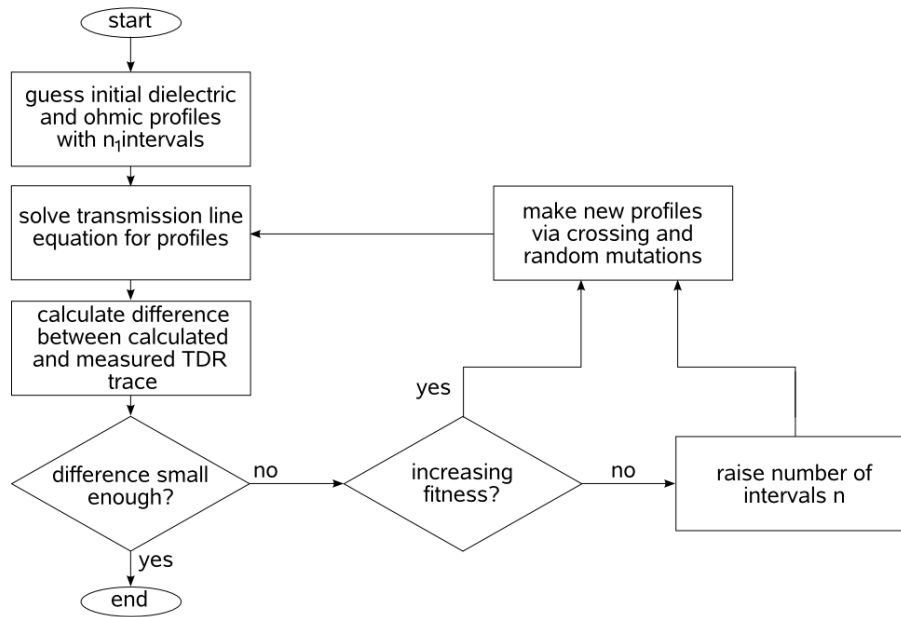 start
guess initial dielectric
and ohmic profiles
with n₁intervals
solve transmission line
equation for profiles
make new profiles
via crossing and
random mutations
calculate difference
between calculated
and measured TDR
trace
yes
difference small
enough?
no
increasing
fitness?
no
raise number of
intervals n
yes
end